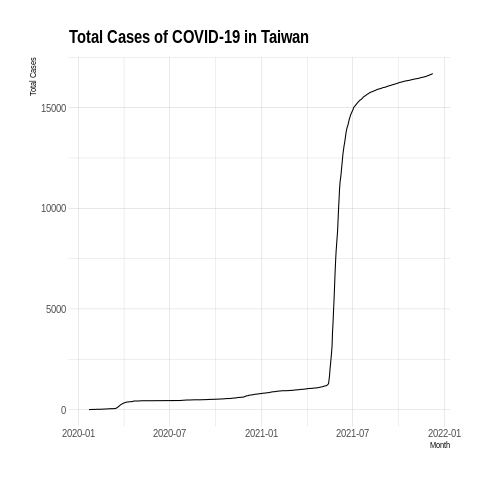 Total Cases of COVID-19 in Taiwan
Total Cases
15000
10000
5000
0
2020-01 2020-07 2021-01 2021-07 2022-01
Month